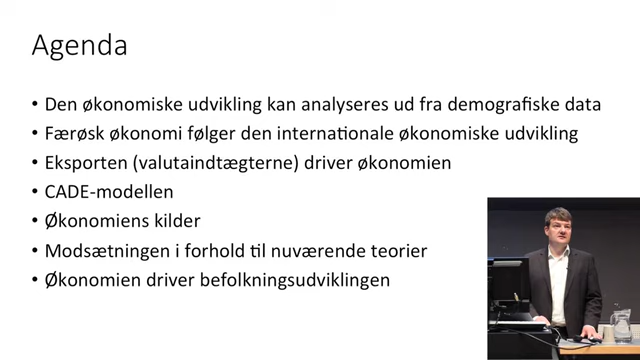 Agenda
• Den økonomiske udvikling kan analyseres ud fra demografiske data
• Færøsk økonomi følger den internationale økonomiske udvikling
• Eksporten (valutaindtægterne) driver økonomien
• CADE-modellen
• Økonomiens kilder
• Modsætningen i forhold til nuværende teorier
• Økonomien driver befolkningsudviklingen